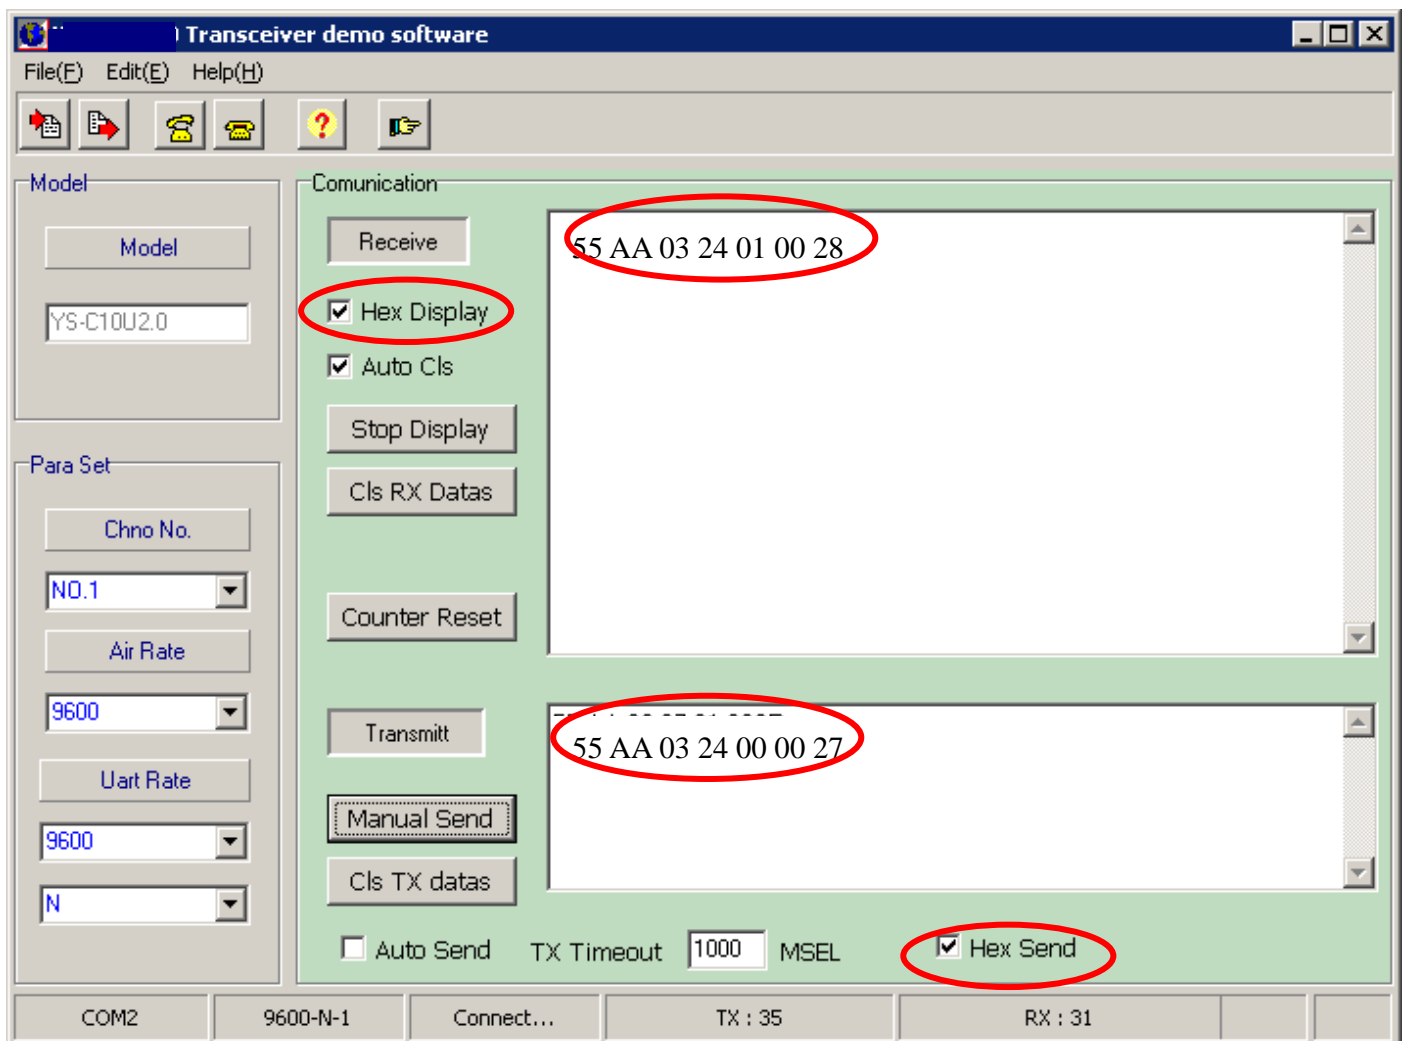 Transceiver demo software
File(F) Edit(E) Help(H)
Model
Model
YS-C10U2.0
Para Set
Chno No.
NO.1
Air Rate
9600
Uart Rate
9600
N
Comunication
Receive
55 AA 03 24 01 00 28
Hex Display
Auto Cls
Stop Display
Cls RX Datas
Counter Reset
Transmitt
55 AA 03 24 00 00 27
Manual Send
Cls TX datas
Auto Send TX Timeout 1000 MSEL Hex Send
COM2 9600-N-1 Connect... TX : 35 RX : 31